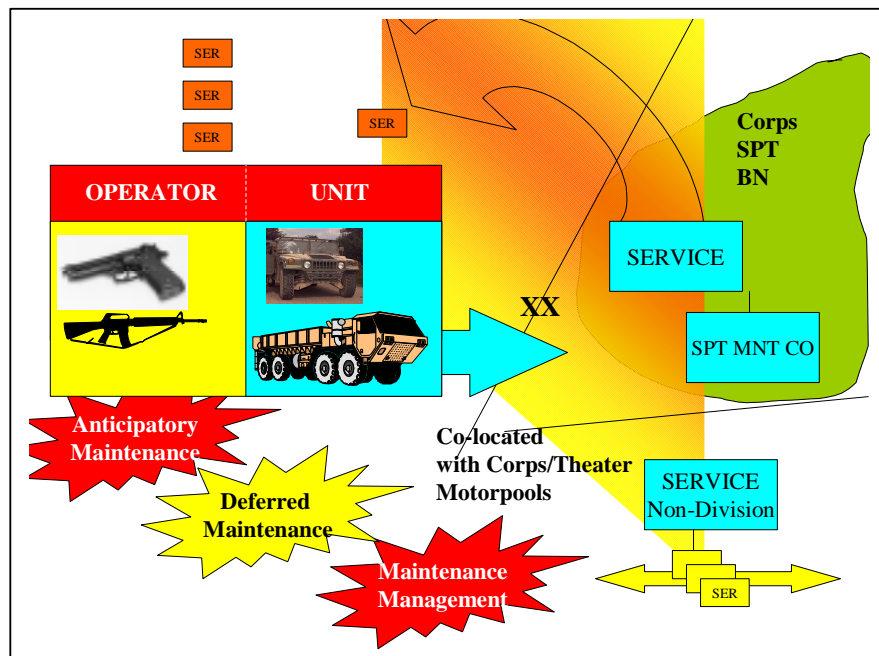 SER
SER
SER
SER
Corps
SPT
BN
OPERATOR
UNIT
SERVICE
XX
SPT MNT CO
Anticipatory
Maintenance
Co-located
with Corps/Theater
Motorpools
Deferred
Maintenance
SERVICE
Non-Division
Maintenance
Management
SER